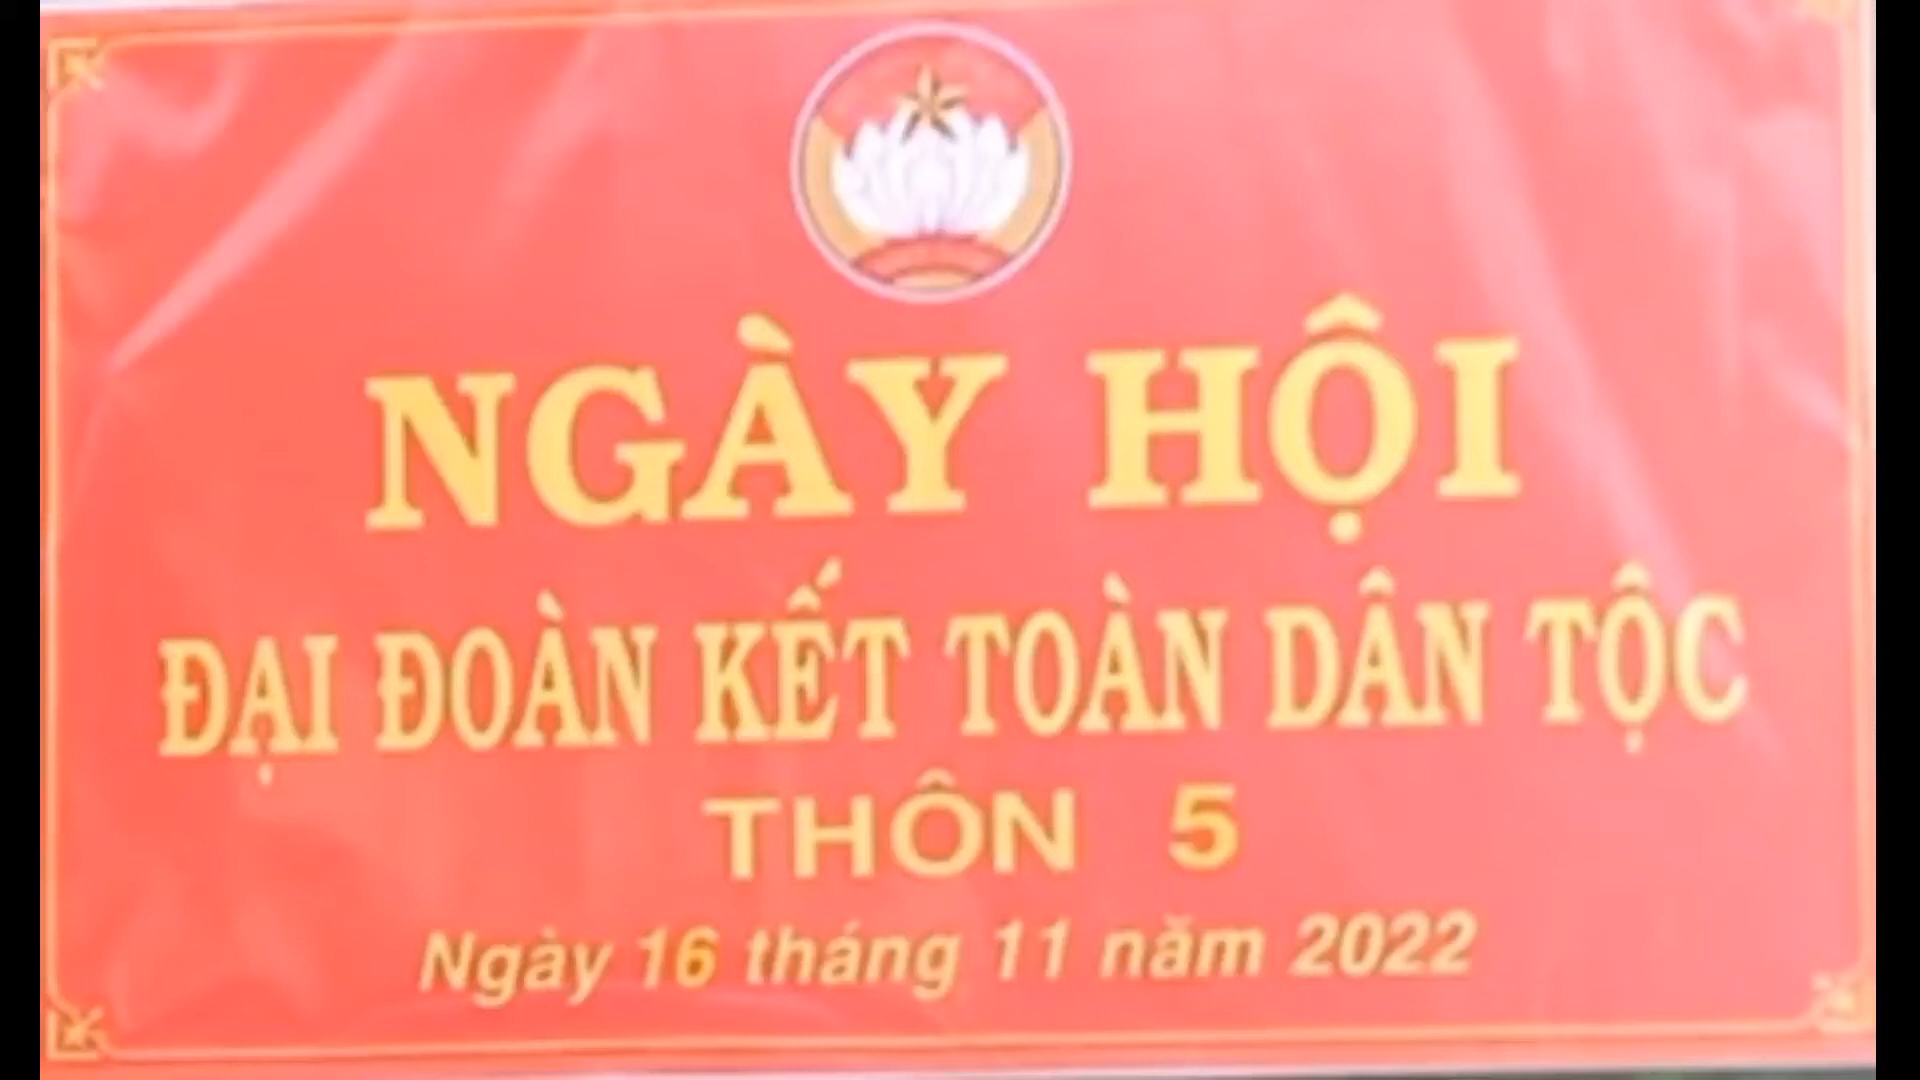 NGÀY HỘI
ĐẠI ĐOÀN KẾT TOÀN DÂN TỘC
THÔN 5
Ngày 16 tháng 11 năm 2022